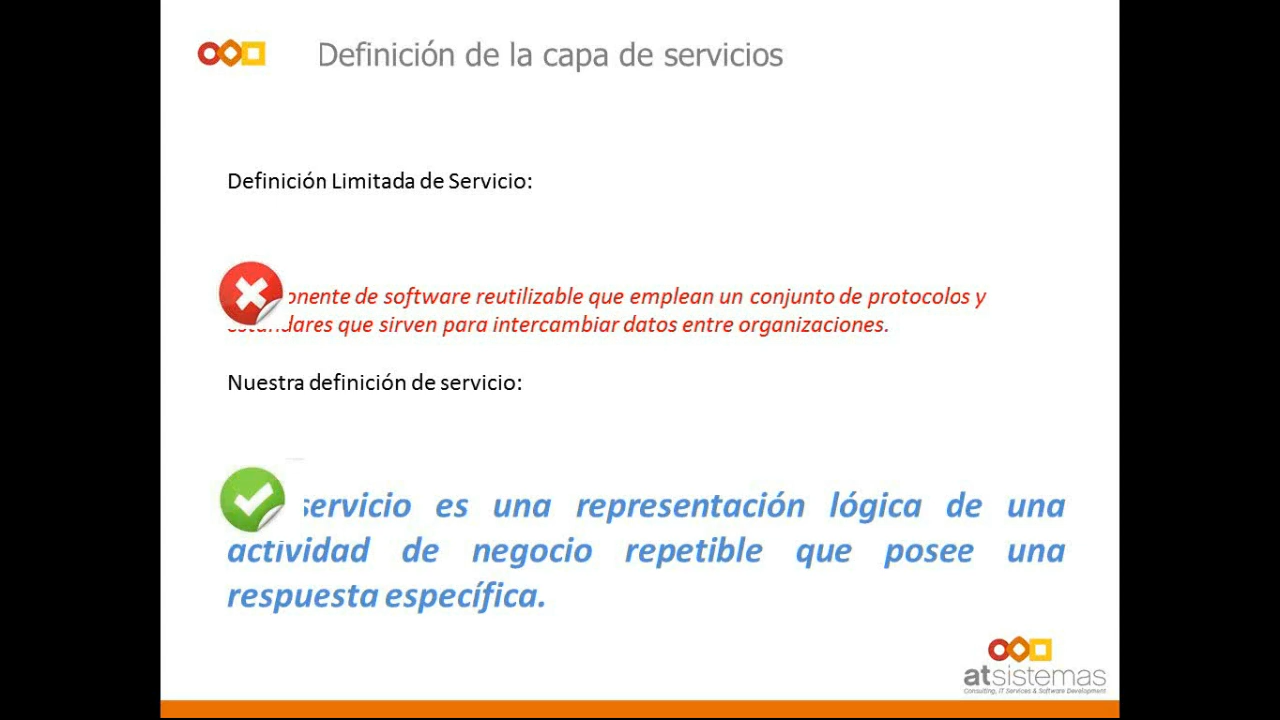 Definición de la capa de servicios
Definición Limitada de Servicio:
de software reutilizable que emplean un conjunto de protocolos y
que sirven para intercambiar datos entre organizaciones.
Nuestra definición de servicio:
servicio es una representación lógica de una
actividad de negocio repetible que posee una
respuesta específica.
atsistemas
Consulting, IT Services & Software Development